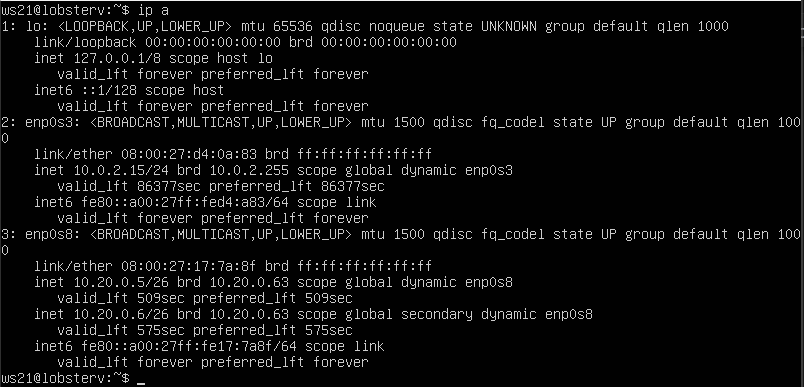 ws21@lobsterv:~$ ip a
1: lo: <LOOPBACK,UP,LOWER_UP> mtu 65536 qdisc noqueue state UNKNOWN group default qlen 1000
    link/loopback 00:00:00:00:00:00 brd 00:00:00:00:00:00
    inet 127.0.0.1/8 scope host lo
       valid_lft forever preferred_lft forever
    inet6 ::1/128 scope host
       valid_lft forever preferred_lft forever
2: enp0s3: <BROADCAST,MULTICAST,UP,LOWER_UP> mtu 1500 qdisc fq_codel state UP group default qlen 100
0
    link/ether 08:00:27:d4:0a:83 brd ff:ff:ff:ff:ff:ff
    inet 10.0.2.15/24 brd 10.0.2.255 scope global dynamic enp0s3
       valid_lft 86377sec preferred_lft 86377sec
    inet6 fe80::a00:27ff:fed4:a83/64 scope link
       valid_lft forever preferred_lft forever
3: enp0s8: <BROADCAST,MULTICAST,UP,LOWER_UP> mtu 1500 qdisc fq_codel state UP group default qlen 100
0
    link/ether 08:00:27:17:7a:8f brd ff:ff:ff:ff:ff:ff
    inet 10.20.0.5/26 brd 10.20.0.63 scope global dynamic enp0s8
       valid_lft 509sec preferred_lft 509sec
    inet 10.20.0.6/26 brd 10.20.0.63 scope global secondary dynamic enp0s8
       valid_lft 575sec preferred_lft 575sec
    inet6 fe80::a00:27ff:fe17:7a8f/64 scope link
       valid_lft forever preferred_lft forever
ws21@lobsterv:~$ _